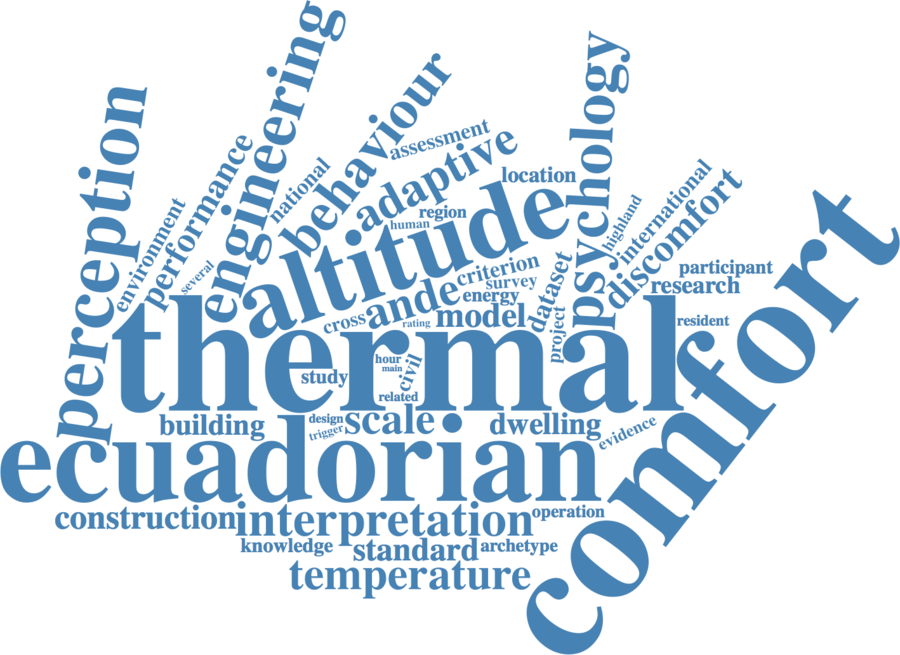 engineering
psychology
behaviour
perception
assessment
adaptive
performance
national
location
international
highland
discomfort
environment
region
human
altitude
several
criterion
survey
dataset
participant
research
energy
ande
cross
rating
model
project
resident
thermal
comfort
hour
main
civil
study
related
building
design
trigger
scale
dwelling
evidence
ecuadorian
construction
interpretation
operation
knowledge
standard
archetype
temperature